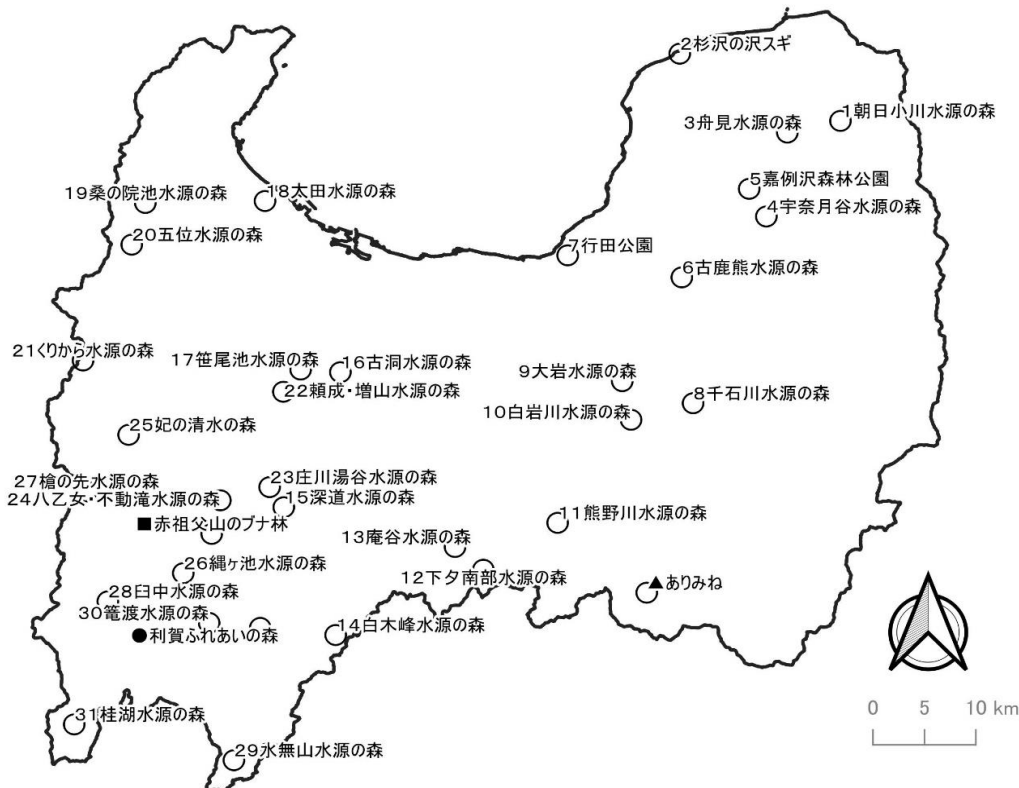 2杉沢の沢スギ
1朝日小川水源の森
3舟見水源の森
5嘉例沢森林公園
4宇奈月谷水源の森
19桑の院池水源の森
18太田水源の森
20五位水源の森
7行田公園
6古鹿熊水源の森
21くりから水源の森
17笹尾池水源の森
16古洞水源の森
9大岩水源の森
22頼成・増山水源の森
8千石川水源の森
10白岩川水源の森
25妃の清水の森
27槍の先水源の森
23庄川湯谷水源の森
24八乙女・不動滝水源の森
15深道水源の森
■赤祖父山のブナ林
11熊野川水源の森
13庵谷水源の森
26縄ヶ池水源の森
12下夕南部水源の森
▲ありみね
28臼中水源の森
30篭渡水源の森
●利賀ふれあいの森
14白木峰水源の森
31桂湖水源の森
29水無山水源の森
0 5 10 km